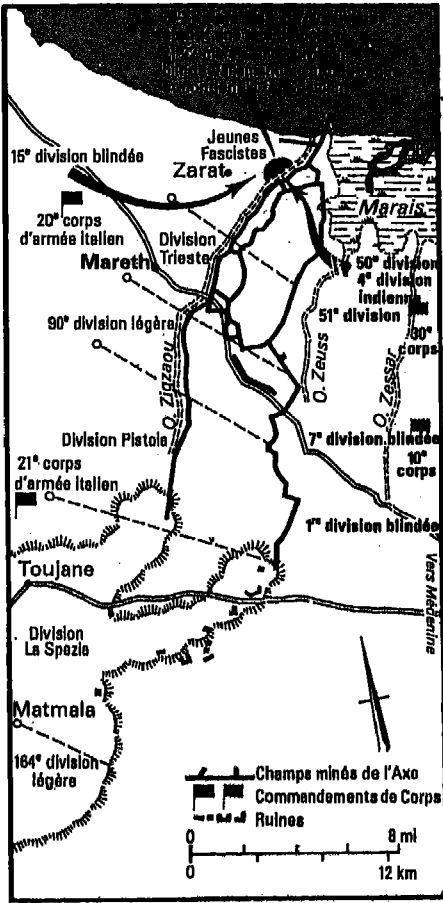 Jeunes
Fascistes
15e division blindée
Zarat
Marais
20e corps
d'armée italien
Division
Trieste
Mareth
50e division
4e division
indienne
51e division
30e
corps
90e division légère
O. Zigzaou
O. Zeuss
O. Zessar
Division Pistoia
7e division blindée
10e
corps
21e corps
d'armée italien
1re division blindée
Toujane
Vers Médenine
Division
La Spezia
Matmala
164e division
légère
Champs minés de l'Axo
Commandements de Corps
Ruines
0 8 ml
0 12 km